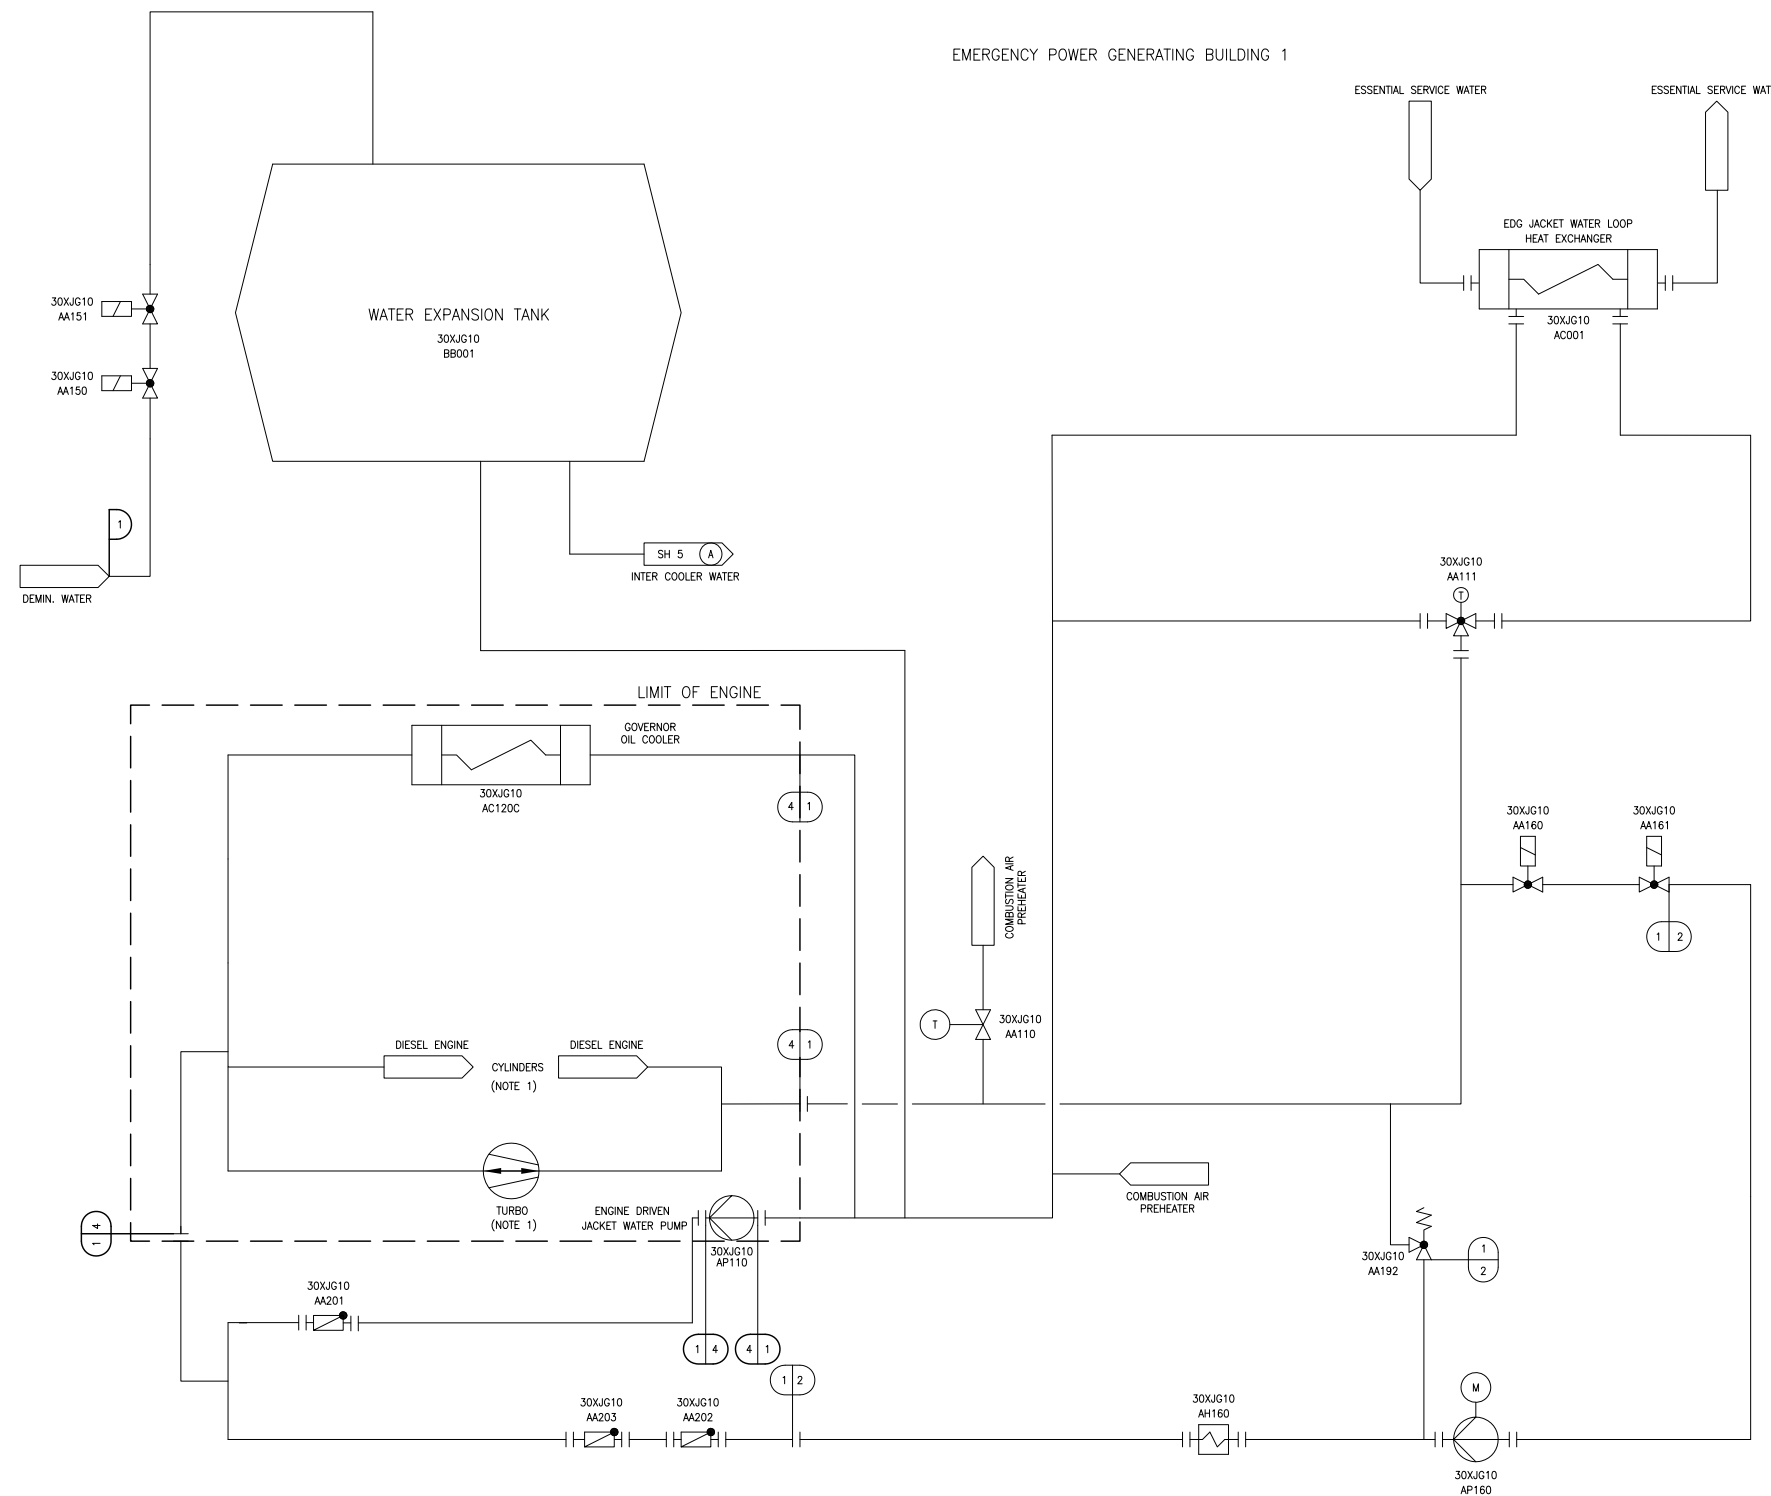 EMERGENCY POWER GENERATING BUILDING 1
ESSENTIAL SERVICE WATER
ESSENTIAL SERVICE WAT
EDG JACKET WATER LOOP
HEAT EXCHANGER
30XJG10
AC001
30XJG10
AA151
30XJG10
AA150
WATER EXPANSION TANK
30XJG10
BB001
1
DEMIN. WATER
SH 5 A
INTER COOLER WATER
30XJG10
AA111
T
LIMIT OF ENGINE
GOVERNOR
OIL COOLER
30XJG10
AC120C
4 1
30XJG10
AA160
30XJG10
AA161
1 2
COMBUSTION AIR
PREHEATER
T
30XJG10
AA110
4 1
DIESEL ENGINE
DIESEL ENGINE
CYLINDERS
(NOTE 1)
TURBO
(NOTE 1)
ENGINE DRIVEN
JACKET WATER PUMP
30XJG10
AP110
COMBUSTION AIR
PREHEATER
1 4
30XJG10
AA192
1
2
30XJG10
AA201
1 4
4 1
1 2
30XJG10
AA203
30XJG10
AA202
30XJG10
AH160
M
30XJG10
AP160